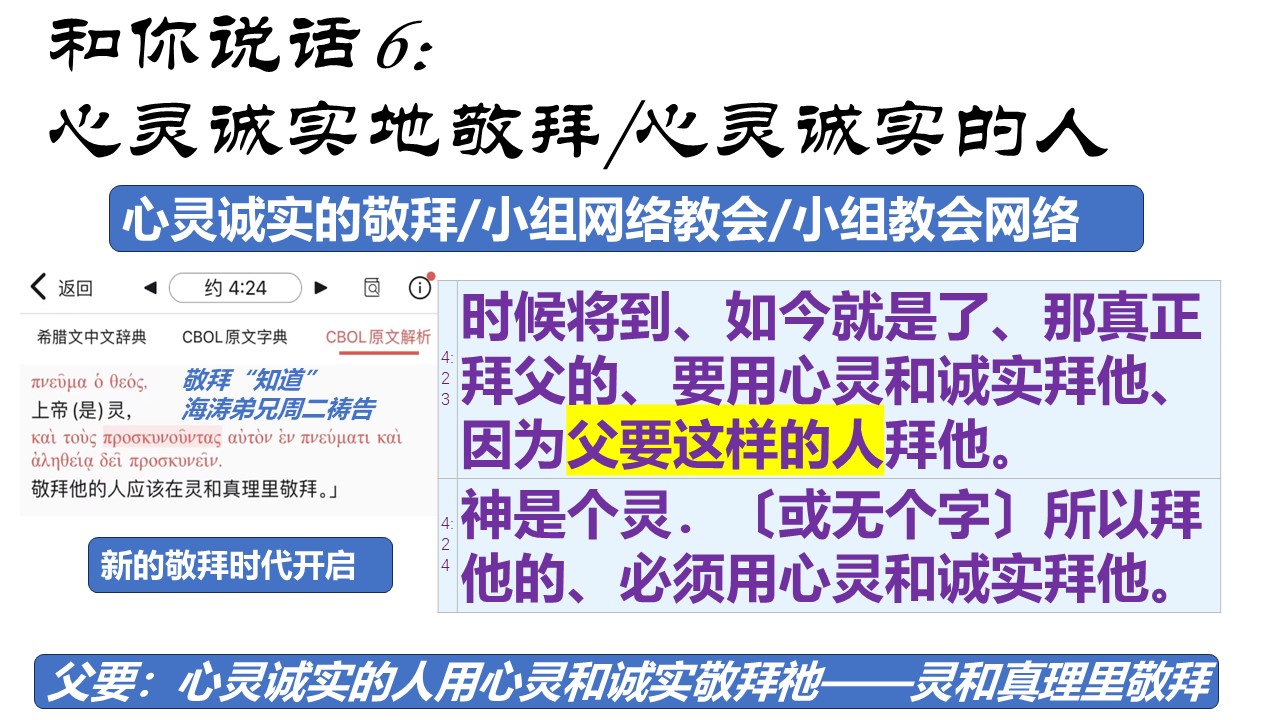 和你说话6:
心灵诚实地敬拜/心灵诚实的人
心灵诚实的敬拜/小组网络教会/小组教会网络
返回 ◀ 约 4:24 ▶
希腊文中文辞典 CBOL原文字典 CBOL原文解析
πνεῦμα ὁ θεός,
上帝(是)灵，
敬拜“知道”
海涛弟兄周二祷告
καὶ τοὺς προσκυνοῦντας αὐτὸν ἐν πνεύματι καὶ
ἀληθείᾳ δεῖ προσκυνεῖν.
敬拜他的人应该在灵和真理里敬拜。」
新的敬拜时代开启
4:23
时候将到、如今就是了、那真正
拜父的、要用心灵和诚实拜他、
因为父要这样的人拜他。
4:24
神是个灵．〔或无个字〕所以拜
他的、必须用心灵和诚实拜他。
父要：心灵诚实的人用心灵和诚实敬拜祂——灵和真理里敬拜